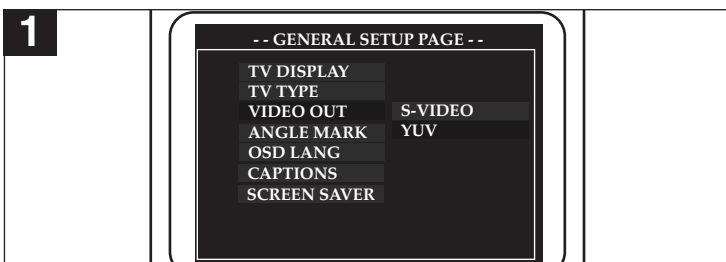 1
- - GENERAL SETUP PAGE - -
TV DISPLAY
TV TYPE
VIDEO OUT S-VIDEO
ANGLE MARK YUV
OSD LANG
CAPTIONS
SCREEN SAVER